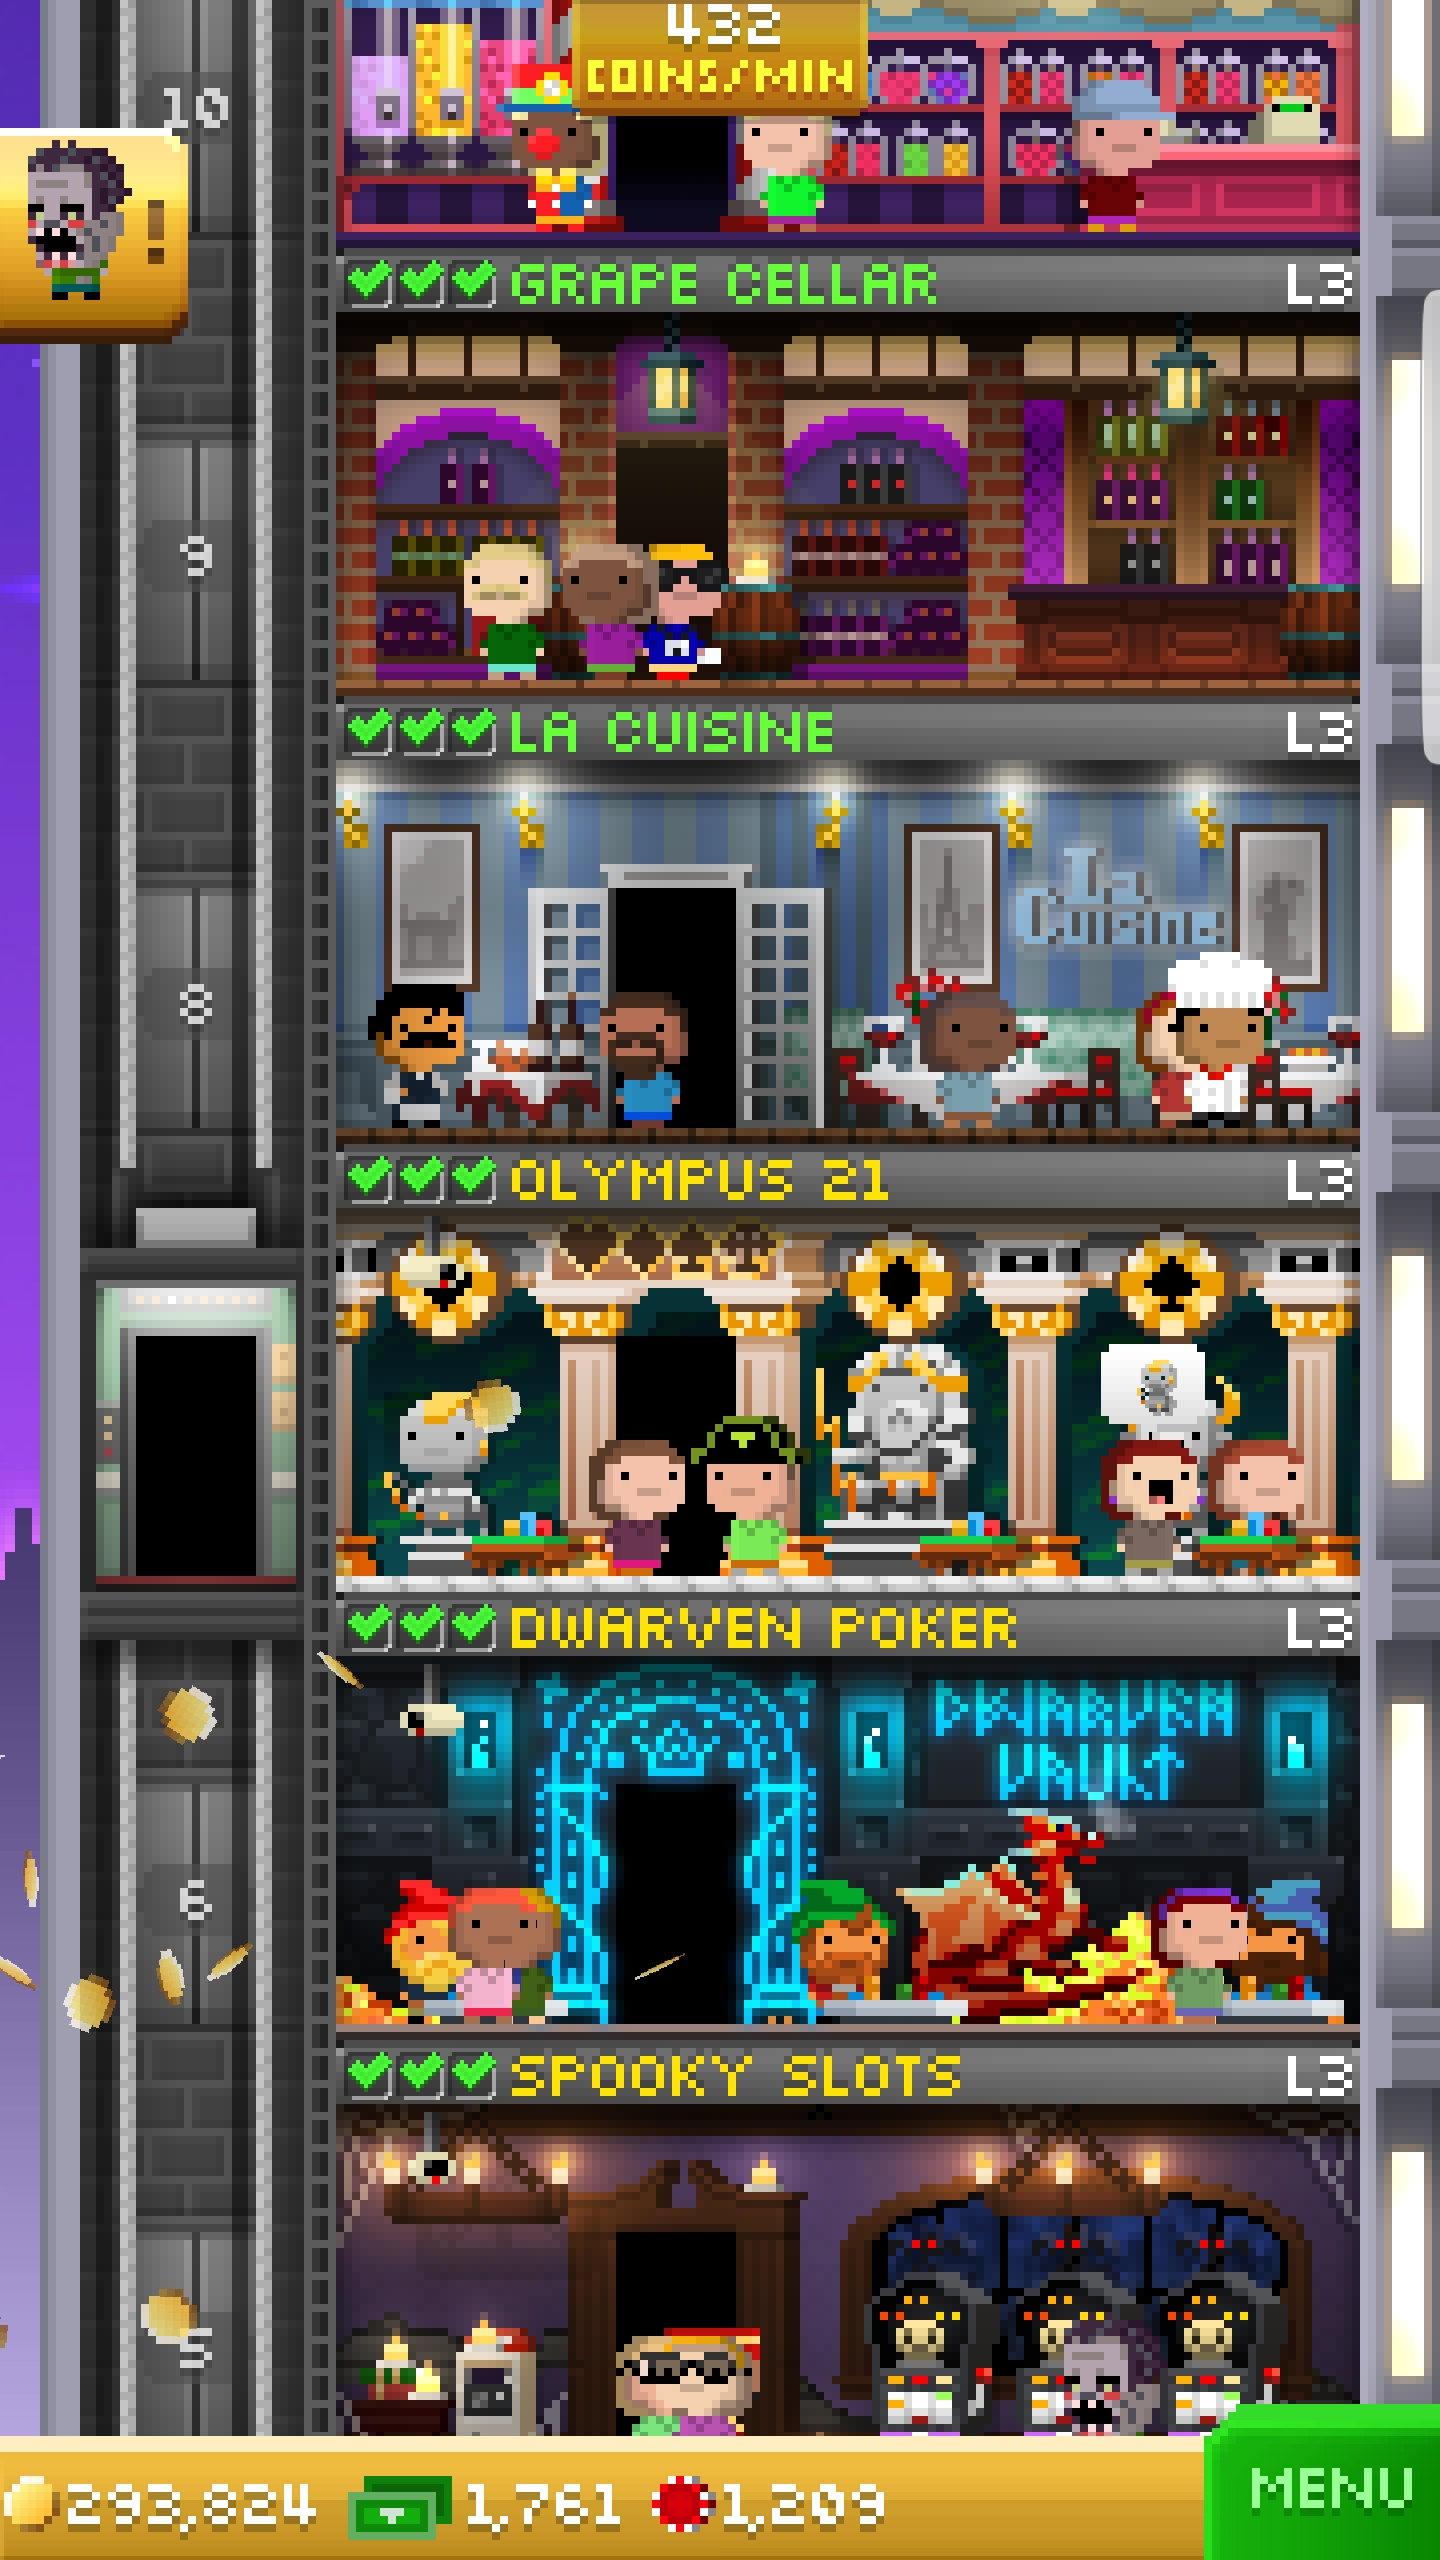 432
COINS/MIN
10
!
GRAPE CELLAR L3
9
LA CUISINE L3
La
Cuisine
8
OLYMPUS 21 L3
DWARVEN POKER L3
DWARVEN
VAULT
6
SPOOKY SLOTS L3
5
293,824 1,761 1,209
MENU